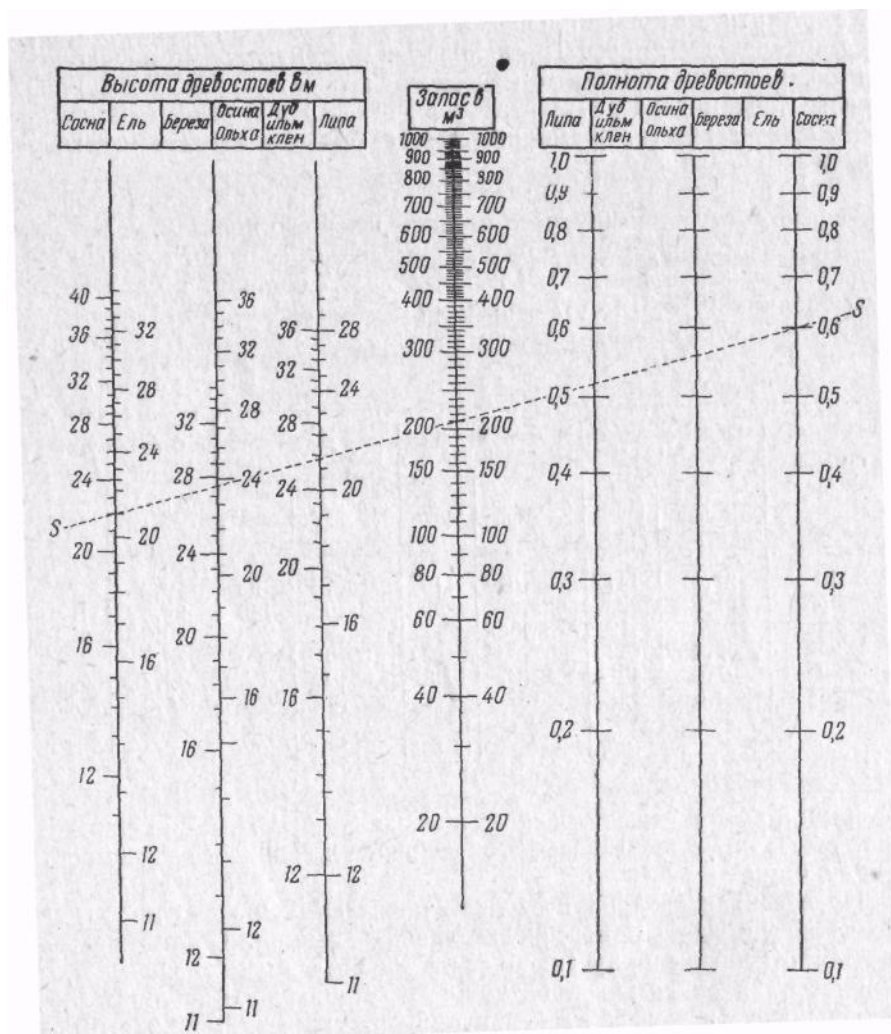 Высота древостоев в м
Сосна Ель Береза Осина Ольха Дуб ильм клен Липа
40 36 32 28 24 20 16 12
32 28 24 20 16 12 11
32 28 24 20 16 12 11
36 32 28 24 20 16 12 11
36 32 28 24 20 16 12
28 24 20 16 12 11
S
Запас в м³
1000 1000
900 900
800 800
700 700
600 600
500 500
400 400
300 300
200 200
150 150
100 100
80 80
60 60
40 40
20 20
Полнота древостоев
Липа Дуб ильм клен Осина Ольха Береза Ель Сосна
1,0 1,0
0,9 0,9
0,8 0,8
0,7 0,7
0,6 0,6
S
0,5 0,5
0,4 0,4
0,3 0,3
0,2 0,2
0,1 0,1